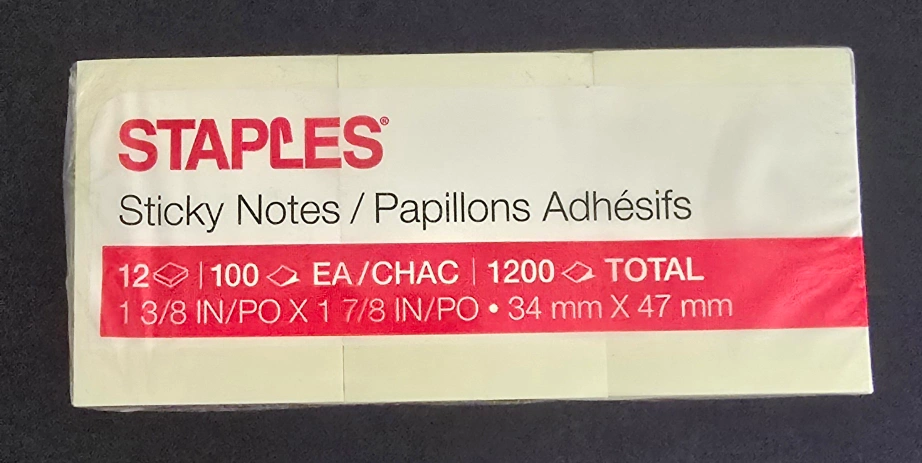 STAPLES®
Sticky Notes / Papillons Adhésifs
12 | 100 EA/CHAC | 1200 TOTAL
1 3/8 IN/PO X 1 7/8 IN/PO • 34 mm X 47 mm